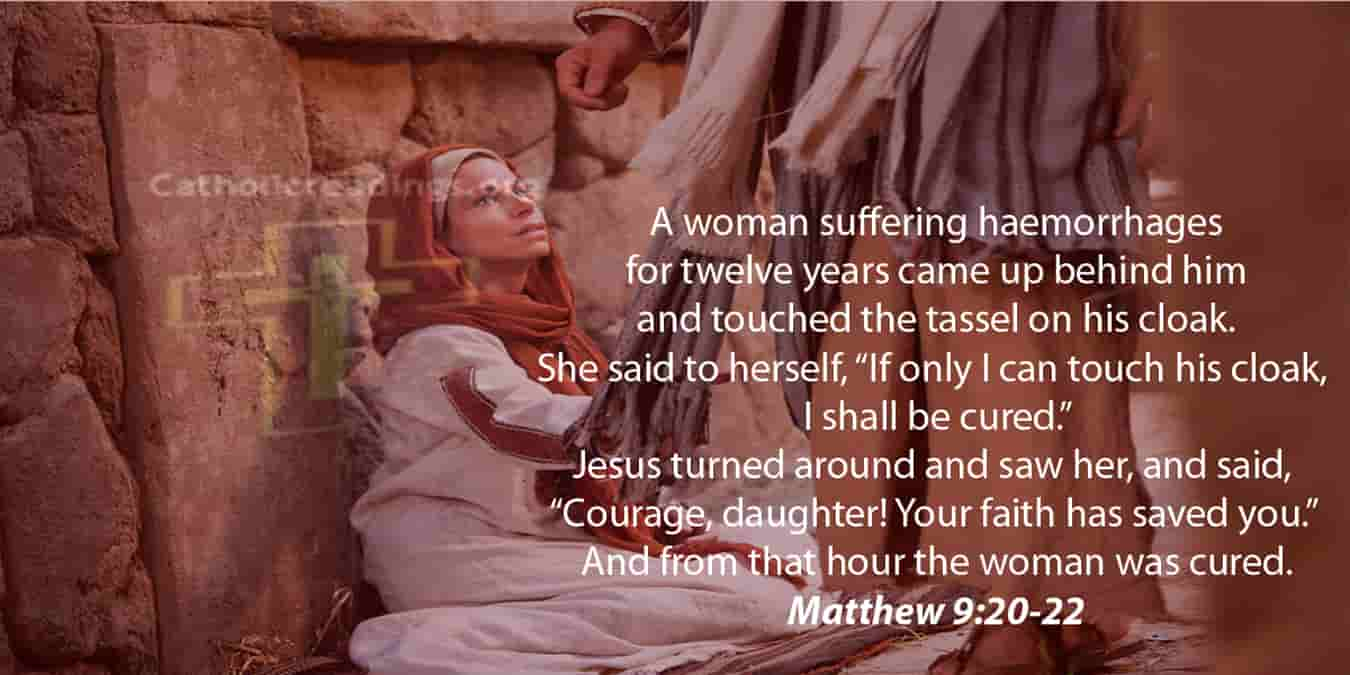 Catholicreadings.org
A woman suffering haemorrhages
for twelve years came up behind him
and touched the tassel on his cloak.
She said to herself, “If only I can touch his cloak,
I shall be cured.”
Jesus turned around and saw her, and said,
“Courage, daughter! Your faith has saved you.”
And from that hour the woman was cured.
Matthew 9:20-22